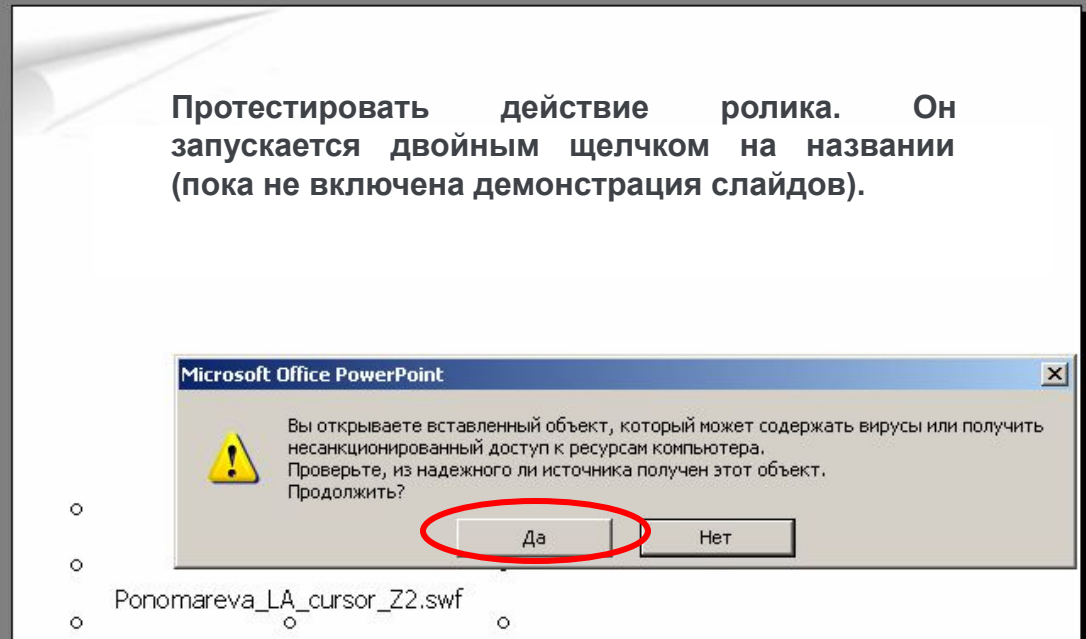 Протестировать действие ролика. Он
запускается двойным щелчком на названии
(пока не включена демонстрация слайдов).
Microsoft Office PowerPoint
Вы открываете вставленный объект, который может содержать вирусы или получить
несанкционированный доступ к ресурсам компьютера.
Проверьте, из надежного ли источника получен этот объект.
Продолжить?
Да Нет
Ponomareva_LA_cursor_Z2.swf